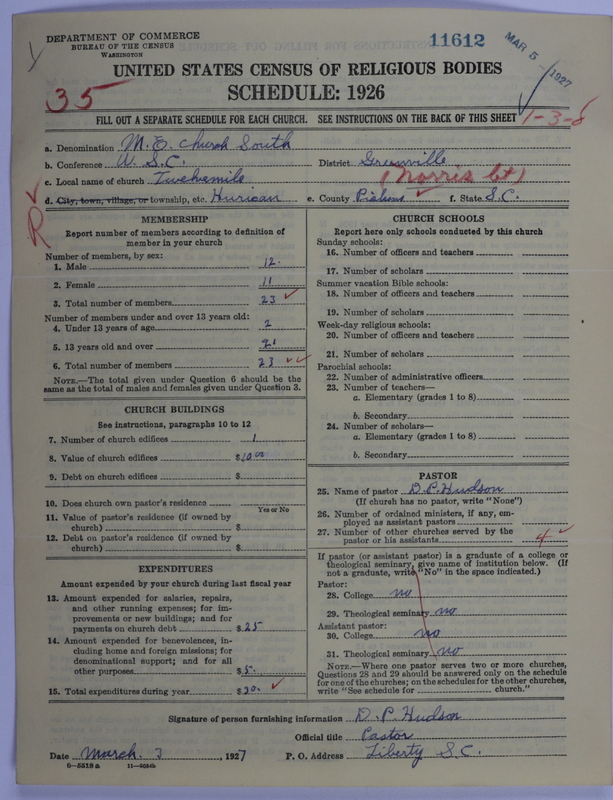 DEPARTMENT OF COMMERCE
BUREAU OF THE CENSUS
WASHINGTON
11612
MAR 5 1927
UNITED STATES CENSUS OF RELIGIOUS BODIES
SCHEDULE: 1926
35
FILL OUT A SEPARATE SCHEDULE FOR EACH CHURCH. SEE INSTRUCTIONS ON THE BACK OF THIS SHEET
1-3-8
a. Denomination M. E. Church South
b. Conference U. S.C. District Greenville
c. Local name of church Twelvemile (Norris Ct)
d. City, town, village, or township, etc. Hurican e. County Pickens f. State S.C.
R
MEMBERSHIP
Report number of members according to definition of member in your church
Number of members, by sex:
1. Male 12
2. Female 11
3. Total number of members 23
Number of members under and over 13 years old:
4. Under 13 years of age 2
5. 13 years old and over 21
6. Total number of members 23
NOTE.—The total given under Question 6 should be the same as the total of males and females given under Question 3.
CHURCH BUILDINGS
See instructions, paragraphs 10 to 12
7. Number of church edifices 1
8. Value of church edifices $1000
9. Debt on church edifices $
10. Does church own pastor's residence
Yes or No
11. Value of pastor's residence (if owned by church) $
12. Debt on pastor's residence (if owned by church) $
EXPENDITURES
Amount expended by your church during last fiscal year
13. Amount expended for salaries, repairs, and other running expenses; for improvements or new buildings; and for payments on church debt $25
14. Amount expended for benevolences, including home and foreign missions; for denominational support; and for all other purposes $5
15. Total expenditures during year $30
CHURCH SCHOOLS
Report here only schools conducted by this church
Sunday schools:
16. Number of officers and teachers
17. Number of scholars
Summer vacation Bible schools:
18. Number of officers and teachers
19. Number of scholars
Week-day religious schools:
20. Number of officers and teachers
21. Number of scholars
Parochial schools:
22. Number of administrative officers
23. Number of teachers—
a. Elementary (grades 1 to 8)
b. Secondary
24. Number of scholars—
a. Elementary (grades 1 to 8)
b. Secondary
PASTOR
25. Name of pastor D. P. Hudson
(If church has no pastor, write "None")
26. Number of ordained ministers, if any, employed as assistant pastors
27. Number of other churches served by the pastor or his assistants 4
If pastor (or assistant pastor) is a graduate of a college or theological seminary, give name of institution below. (If not a graduate, write "No" in the space indicated.)
Pastor:
28. College no
29. Theological seminary no
Assistant pastor:
30. College no
31. Theological seminary no
NOTE.—Where one pastor serves two or more churches, Questions 28 and 29 should be answered only on the schedule for one of the churches; on the schedules for the other churches, write "See schedule for church."
Signature of person furnishing information D. P. Hudson
Official title Pastor
Date March 3, 1927 P. O. Address Liberty S.C.